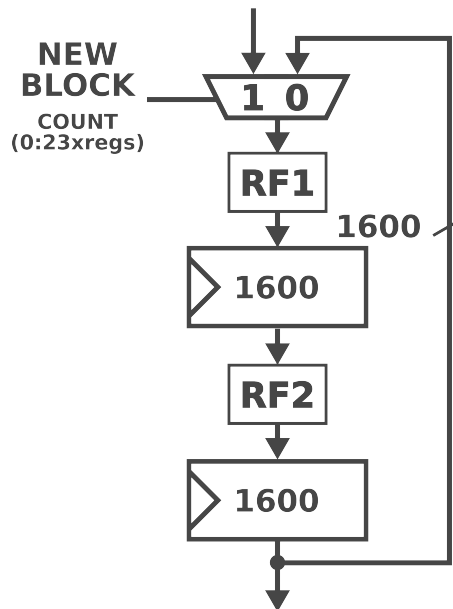 NEW
BLOCK
COUNT
(0:23xregs)
1 0
RF1
1600
1600
RF2
1600